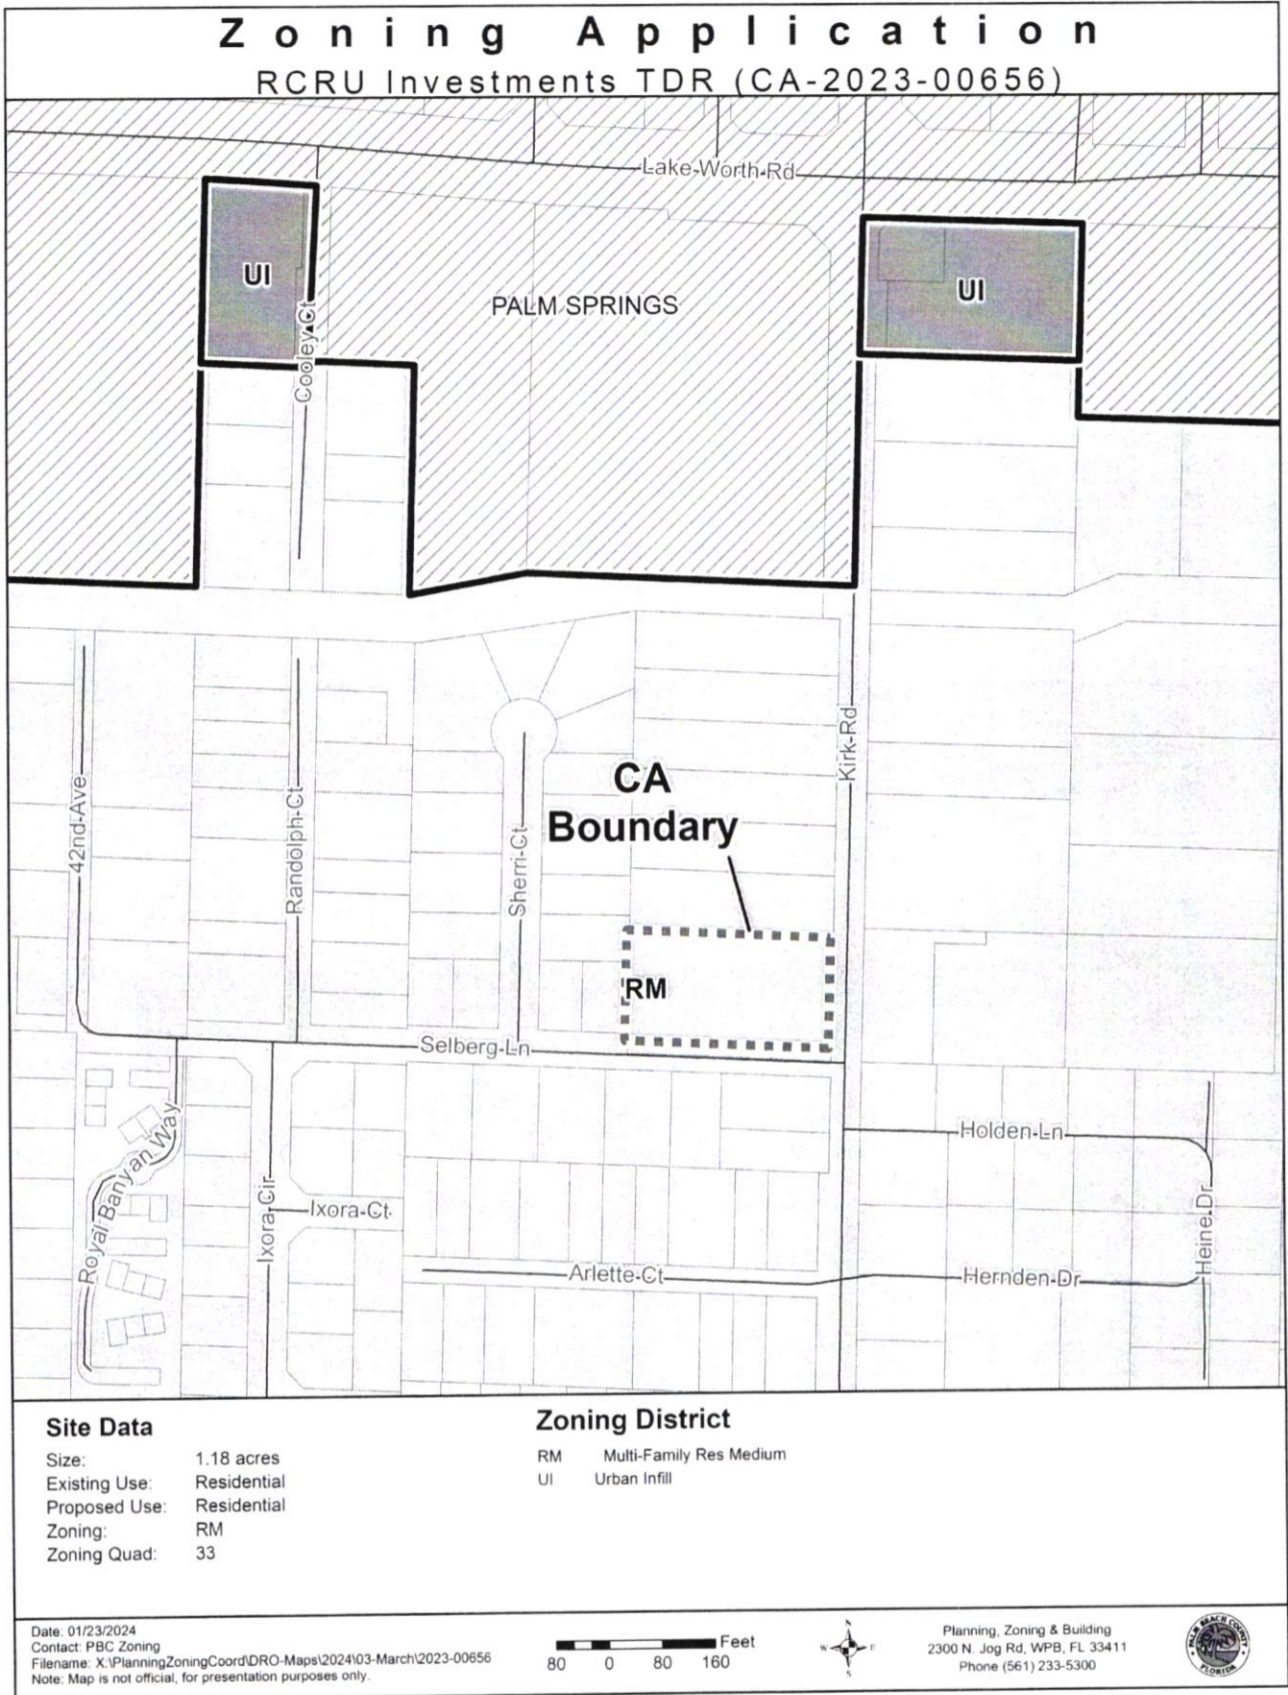 Zoning Application
RCRU Investments TDR (CA-2023-00656)
Lake Worth Rd
UI
UI
PALM SPRINGS
Cooley Ct
CA
Boundary
Kirk-Rd
42nd-Ave
Randolph-Ct
Sherri-Ct
RM
Selberg-Ln
Royal Banyan Way
Holden-Ln
Ixora-Cir
Ixora-Ct
Heine Dr
Arlette-Ct
Hernden-Dr
Site Data
Size: 1.18 acres
Existing Use: Residential
Proposed Use: Residential
Zoning: RM
Zoning Quad: 33
Zoning District
RM Multi-Family Res Medium
UI Urban Infill
Date: 01/23/2024
Contact: PBC Zoning
Filename: X:\PlanningZoningCoord\DRO-Maps\2024\03-March\2023-00656
Note: Map is not official, for presentation purposes only.
Feet
80 0 80 160
N
W E
S
Planning, Zoning & Building
2300 N. Jog Rd, WPB, FL 33411
Phone (561) 233-5300
PALM BEACH COUNTY
FLORIDA